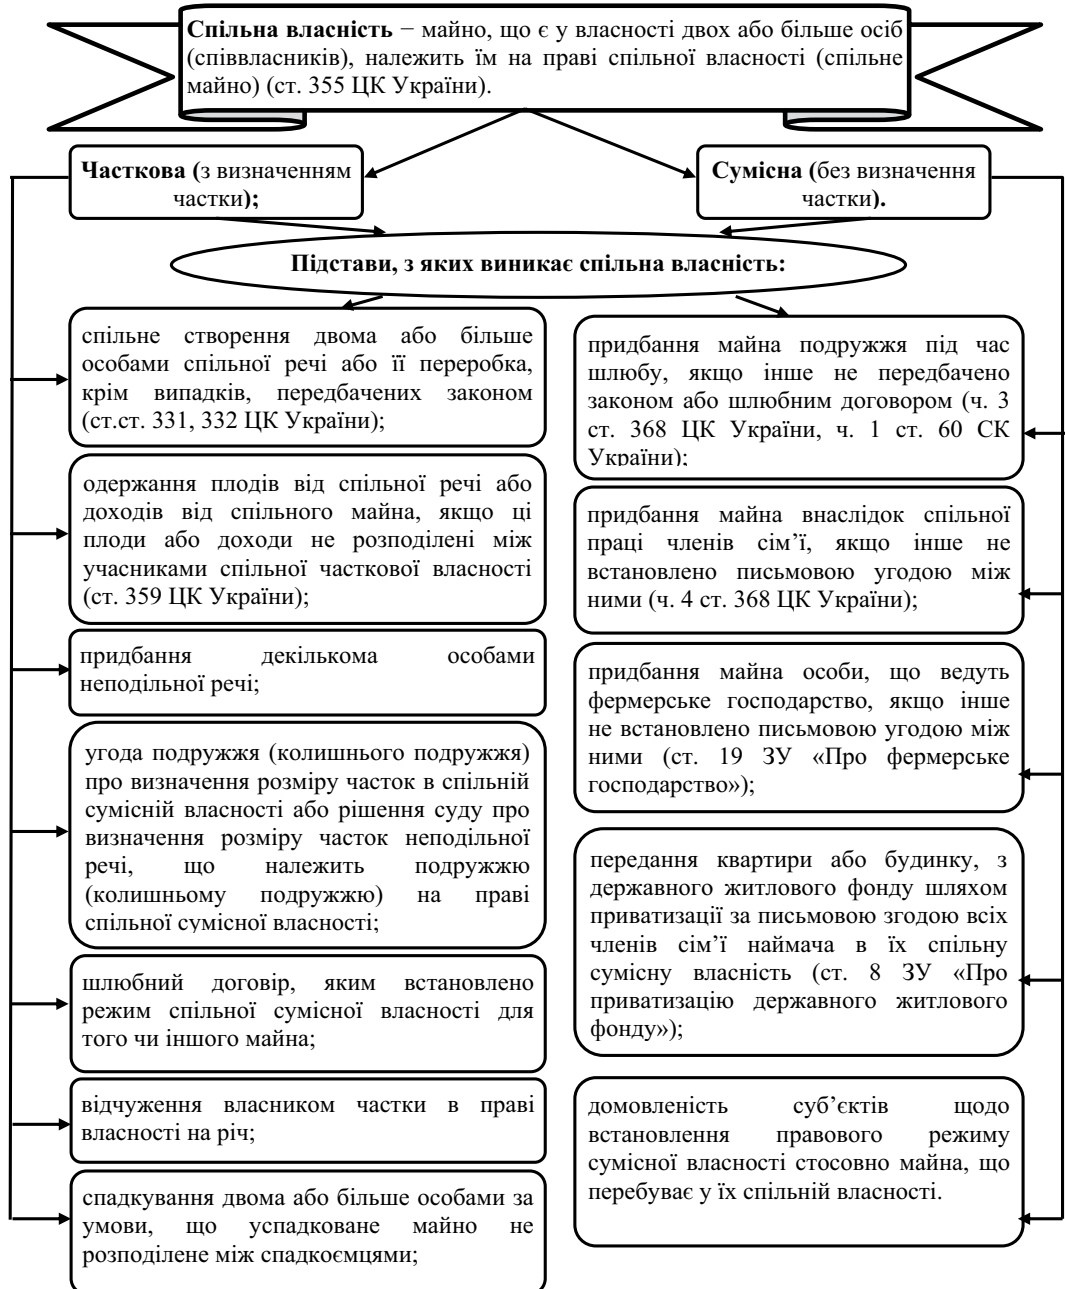 Спільна власність − майно, що є у власності двох або більше осіб
(співвласників), належить їм на праві спільної власності (спільне
майно) (ст. 355 ЦК України).
Часткова (з визначенням
частки);
Сумісна (без визначення
частки).
Підстави, з яких виникає спільна власність:
спільне створення двома або більше
особами спільної речі або її переробка,
крім випадків, передбачених законом
(ст.ст. 331, 332 ЦК України);
одержання плодів від спільної речі або
доходів від спільного майна, якщо ці
плоди або доходи не розподілені між
учасниками спільної часткової власності
(ст. 359 ЦК України);
придбання декількома особами
неподільної речі;
угода подружжя (колишнього подружжя)
про визначення розміру часток в спільній
сумісній власності або рішення суду про
визначення розміру часток неподільної
речі, що належить подружжю
(колишньому подружжю) на праві
спільної сумісної власності;
шлюбний договір, яким встановлено
режим спільної сумісної власності для
того чи іншого майна;
відчуження власником частки в праві
власності на річ;
спадкування двома або більше особами за
умови, що успадковане майно не
розподілене між спадкоємцями;
придбання майна подружжя під час
шлюбу, якщо інше не передбачено
законом або шлюбним договором (ч. 3
ст. 368 ЦК України, ч. 1 ст. 60 СК
України);
придбання майна внаслідок спільної
праці членів сім’ї, якщо інше не
встановлено письмовою угодою між
ними (ч. 4 ст. 368 ЦК України);
придбання майна особи, що ведуть
фермерське господарство, якщо інше
не встановлено письмовою угодою між
ними (ст. 19 ЗУ «Про фермерське
господарство»);
передання квартири або будинку, з
державного житлового фонду шляхом
приватизації за письмовою згодою всіх
членів сім’ї наймача в їх спільну
сумісну власність (ст. 8 ЗУ «Про
приватизацію державного житлового
фонду»);
домовленість суб’єктів щодо
встановлення правового режиму
сумісної власності стосовно майна, що
перебуває у їх спільній власності.